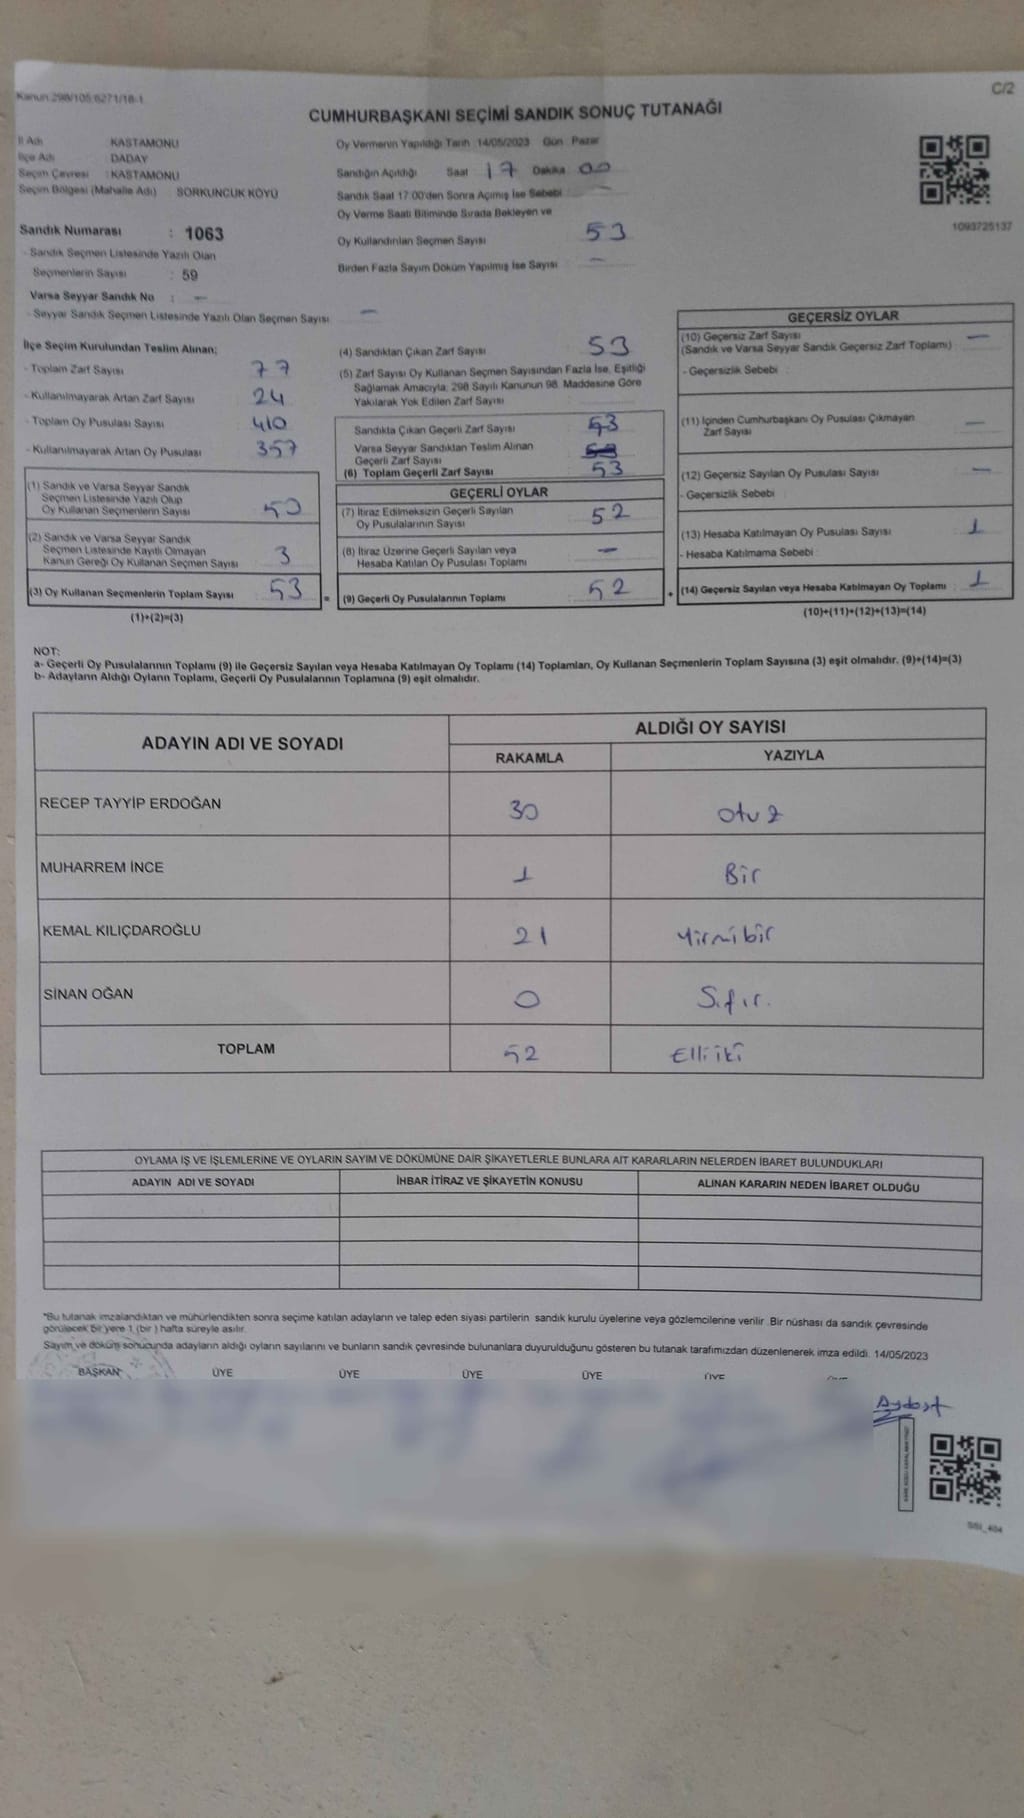 Kanun:298/105,6271/18-1
C/2
CUMHURBAŞKANI SEÇİMİ SANDIK SONUÇ TUTANAĞI
İl Adı KASTAMONU
İlçe Adı DADAY
Seçim Çevresi : KASTAMONU
Seçim Bölgesi (Mahalle Adı) SORKUNCUK KÖYÜ
Sandık Numarası : 1063
- Sandık Seçmen Listesinde Yazılı Olan
Seçmenlerin Sayısı : 59
Varsa Seyyar Sandık No : -
- Seyyar Sandık Seçmen Listesinde Yazılı Olan Seçmen Sayısı -
Oy Vermenin Yapıldığı Tarih : 14/05/2023 Gün : Pazar
Sandığın Açıldığı Saat 17 Dakika 00
Sandık Saat 17:00'den Sonra Açımış İse Sebebi -
Oy Verme Saati Bitiminde Sırada Bekleyen ve
Oy Kullandırılan Seçmen Sayısı 53
Birden Fazla Sayım Döküm Yapılmış İse Sayısı -
1093725137
İlçe Seçim Kurulundan Teslim Alınan;
- Toplam Zarf Sayısı 77
- Kullanılmayarak Artan Zarf Sayısı 24
- Toplam Oy Pusulası Sayısı 410
- Kullanılmayarak Artan Oy Pusulası 357
(1) Sandık ve Varsa Seyyar Sandık
Seçmen Listesinde Yazılı Olup
Oy Kullanan Seçmenlerin Sayısı 50
(2) Sandık ve Varsa Seyyar Sandık
Seçmen Listesinde Kayıtlı Olmayan
Kanun Gereği Oy Kullanan Seçmen Sayısı 3
(3) Oy Kullanan Seçmenlerin Toplam Sayısı 53
(1)+(2)=(3)
(4) Sandıktan Çıkan Zarf Sayısı 53
(5) Zarf Sayısı Oy Kullanan Seçmen Sayısından Fazla İse, Eşitliği
Sağlamak Amacıyla, 298 Sayılı Kanunun 98. Maddesine Göre
Yakılarak Yok Edilen Zarf Sayısı
Sandıkta Çıkan Geçerli Zarf Sayısı 53
Varsa Seyyar Sandıktan Teslim Alınan
Geçerli Zarf Sayısı
(6) Toplam Geçerli Zarf Sayısı 53
GEÇERLİ OYLAR
(7) İtiraz Edilmeksizin Geçerli Sayılan
Oy Pusulalarının Sayısı 52
(8) İtiraz Üzerine Geçerli Sayılan veya
Hesaba Katılan Oy Pusulası Toplamı -
= (9) Geçerli Oy Pusulalarının Toplamı 52
GEÇERSİZ OYLAR
(10) Geçersiz Zarf Sayısı -
(Sandık ve Varsa Seyyar Sandık Geçersiz Zarf Toplamı)
- Geçersizlik Sebebi :
(11) İçinden Cumhurbaşkanı Oy Pusulası Çıkmayan
Zarf Sayısı -
(12) Geçersiz Sayılan Oy Pusulası Sayısı -
- Geçersizlik Sebebi :
(13) Hesaba Katılmayan Oy Pusulası Sayısı 1
- Hesaba Katılmama Sebebi :
+ (14) Geçersiz Sayılan veya Hesaba Katılmayan Oy Toplamı : 1
(10)+(11)+(12)+(13)=(14)
NOT:
a- Geçerli Oy Pusulalarının Toplamı (9) ile Geçersiz Sayılan veya Hesaba Katılmayan Oy Toplamı (14) Toplamları, Oy Kullanan Seçmenlerin Toplam Sayısına (3) eşit olmalıdır. (9)+(14)=(3)
b- Adayların Aldığı Oyların Toplamı, Geçerli Oy Pusulalarının Toplamına (9) eşit olmalıdır.
ADAYIN ADI VE SOYADI ALDIĞI OY SAYISI
RAKAMLA YAZIYLA
RECEP TAYYİP ERDOĞAN 30 Otuz
MUHARREM İNCE 1 Bir
KEMAL KILIÇDAROĞLU 21 Yirmibir
SİNAN OĞAN 0 Sıfır.
TOPLAM 52 Elliiki
OYLAMA İŞ VE İŞLEMLERİNE VE OYLARIN SAYIM VE DÖKÜMÜNE DAİR ŞİKAYETLERLE BUNLARA AİT KARARLARIN NELERDEN İBARET BULUNDUKLARI
ADAYIN ADI VE SOYADI İHBAR İTİRAZ VE ŞİKAYETİN KONUSU ALINAN KARARIN NEDEN İBARET OLDUĞU
"Bu tutanak imzalandıktan ve mühürlendikten sonra seçime katılan adayların ve talep eden siyasi partilerin sandık kurulu üyelerine veya gözlemcilerine verilir. Bir nüshası da sandık çevresinde
görülecek bir yere 1 (bir ) hafta süreyle asılır.
Sayım ve döküm sonucunda adayların aldığı oyların sayılarını ve bunların sandık çevresinde bulunanlara duyurulduğunu gösteren bu tutanak tarafımızdan düzenlenerek imza edildi. 14/05/2023
BAŞKAN ÜYE ÜYE ÜYE ÜYE ÜYE
SSI_404